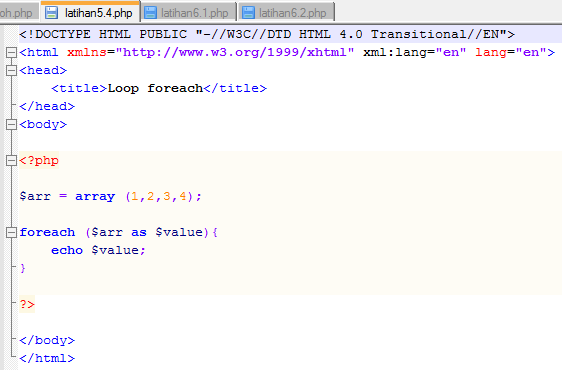 oh.php latihan5.4.php latihan6.1.php latihan6.2.php
<!DOCTYPE HTML PUBLIC "-//W3C//DTD HTML 4.0 Transitional//EN">
<html xmlns="http://www.w3.org/1999/xhtml" xml:lang="en" lang="en">
<head>
    <title>Loop foreach</title>
</head>
<body>

<?php

$arr = array (1,2,3,4);

foreach ($arr as $value){
    echo $value;
}

?>

</body>
</html>